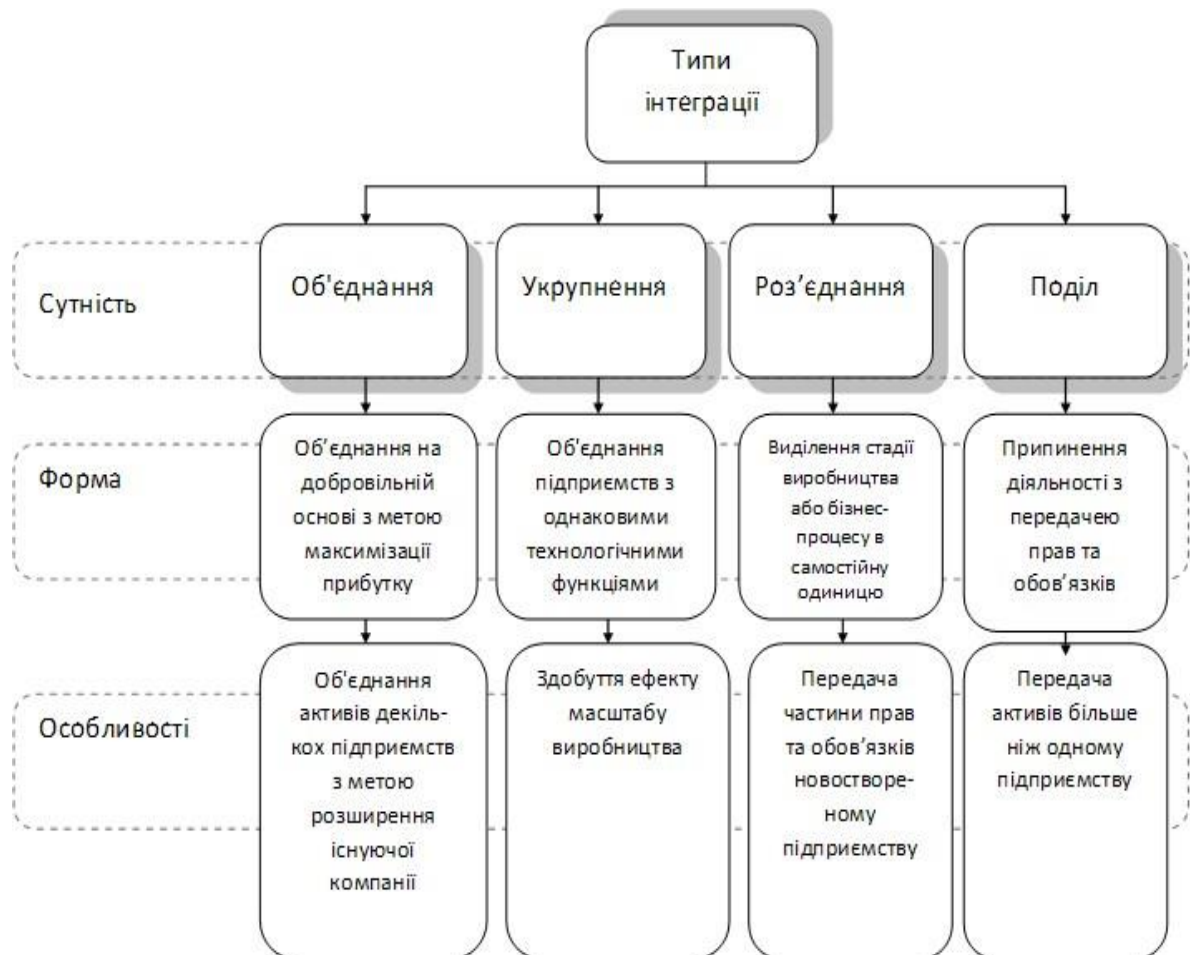 Типи
інтеграції
Сутність
Об'єднання
Укрупнення
Роз’єднання
Поділ
Форма
Об’єднання на
добровільній
основі з метою
максимізації
прибутку
Об'єднання
підприємств з
однаковими
технологічними
функціями
Виділення стадії
виробництва
або бізнес-
процесу в
самостійну
одиницю
Припинення
діяльності з
передачею
прав та
обов’язків
Особливості
Об'єднання
активів декіль-
кох підприємств
з метою
розширення
існуючої
компанії
Здобуття ефекту
масштабу
виробництва
Передача
частини прав
та обов’язків
новостворе-
ному
підприємству
Передача
активів більше
ніж одному
підприємству